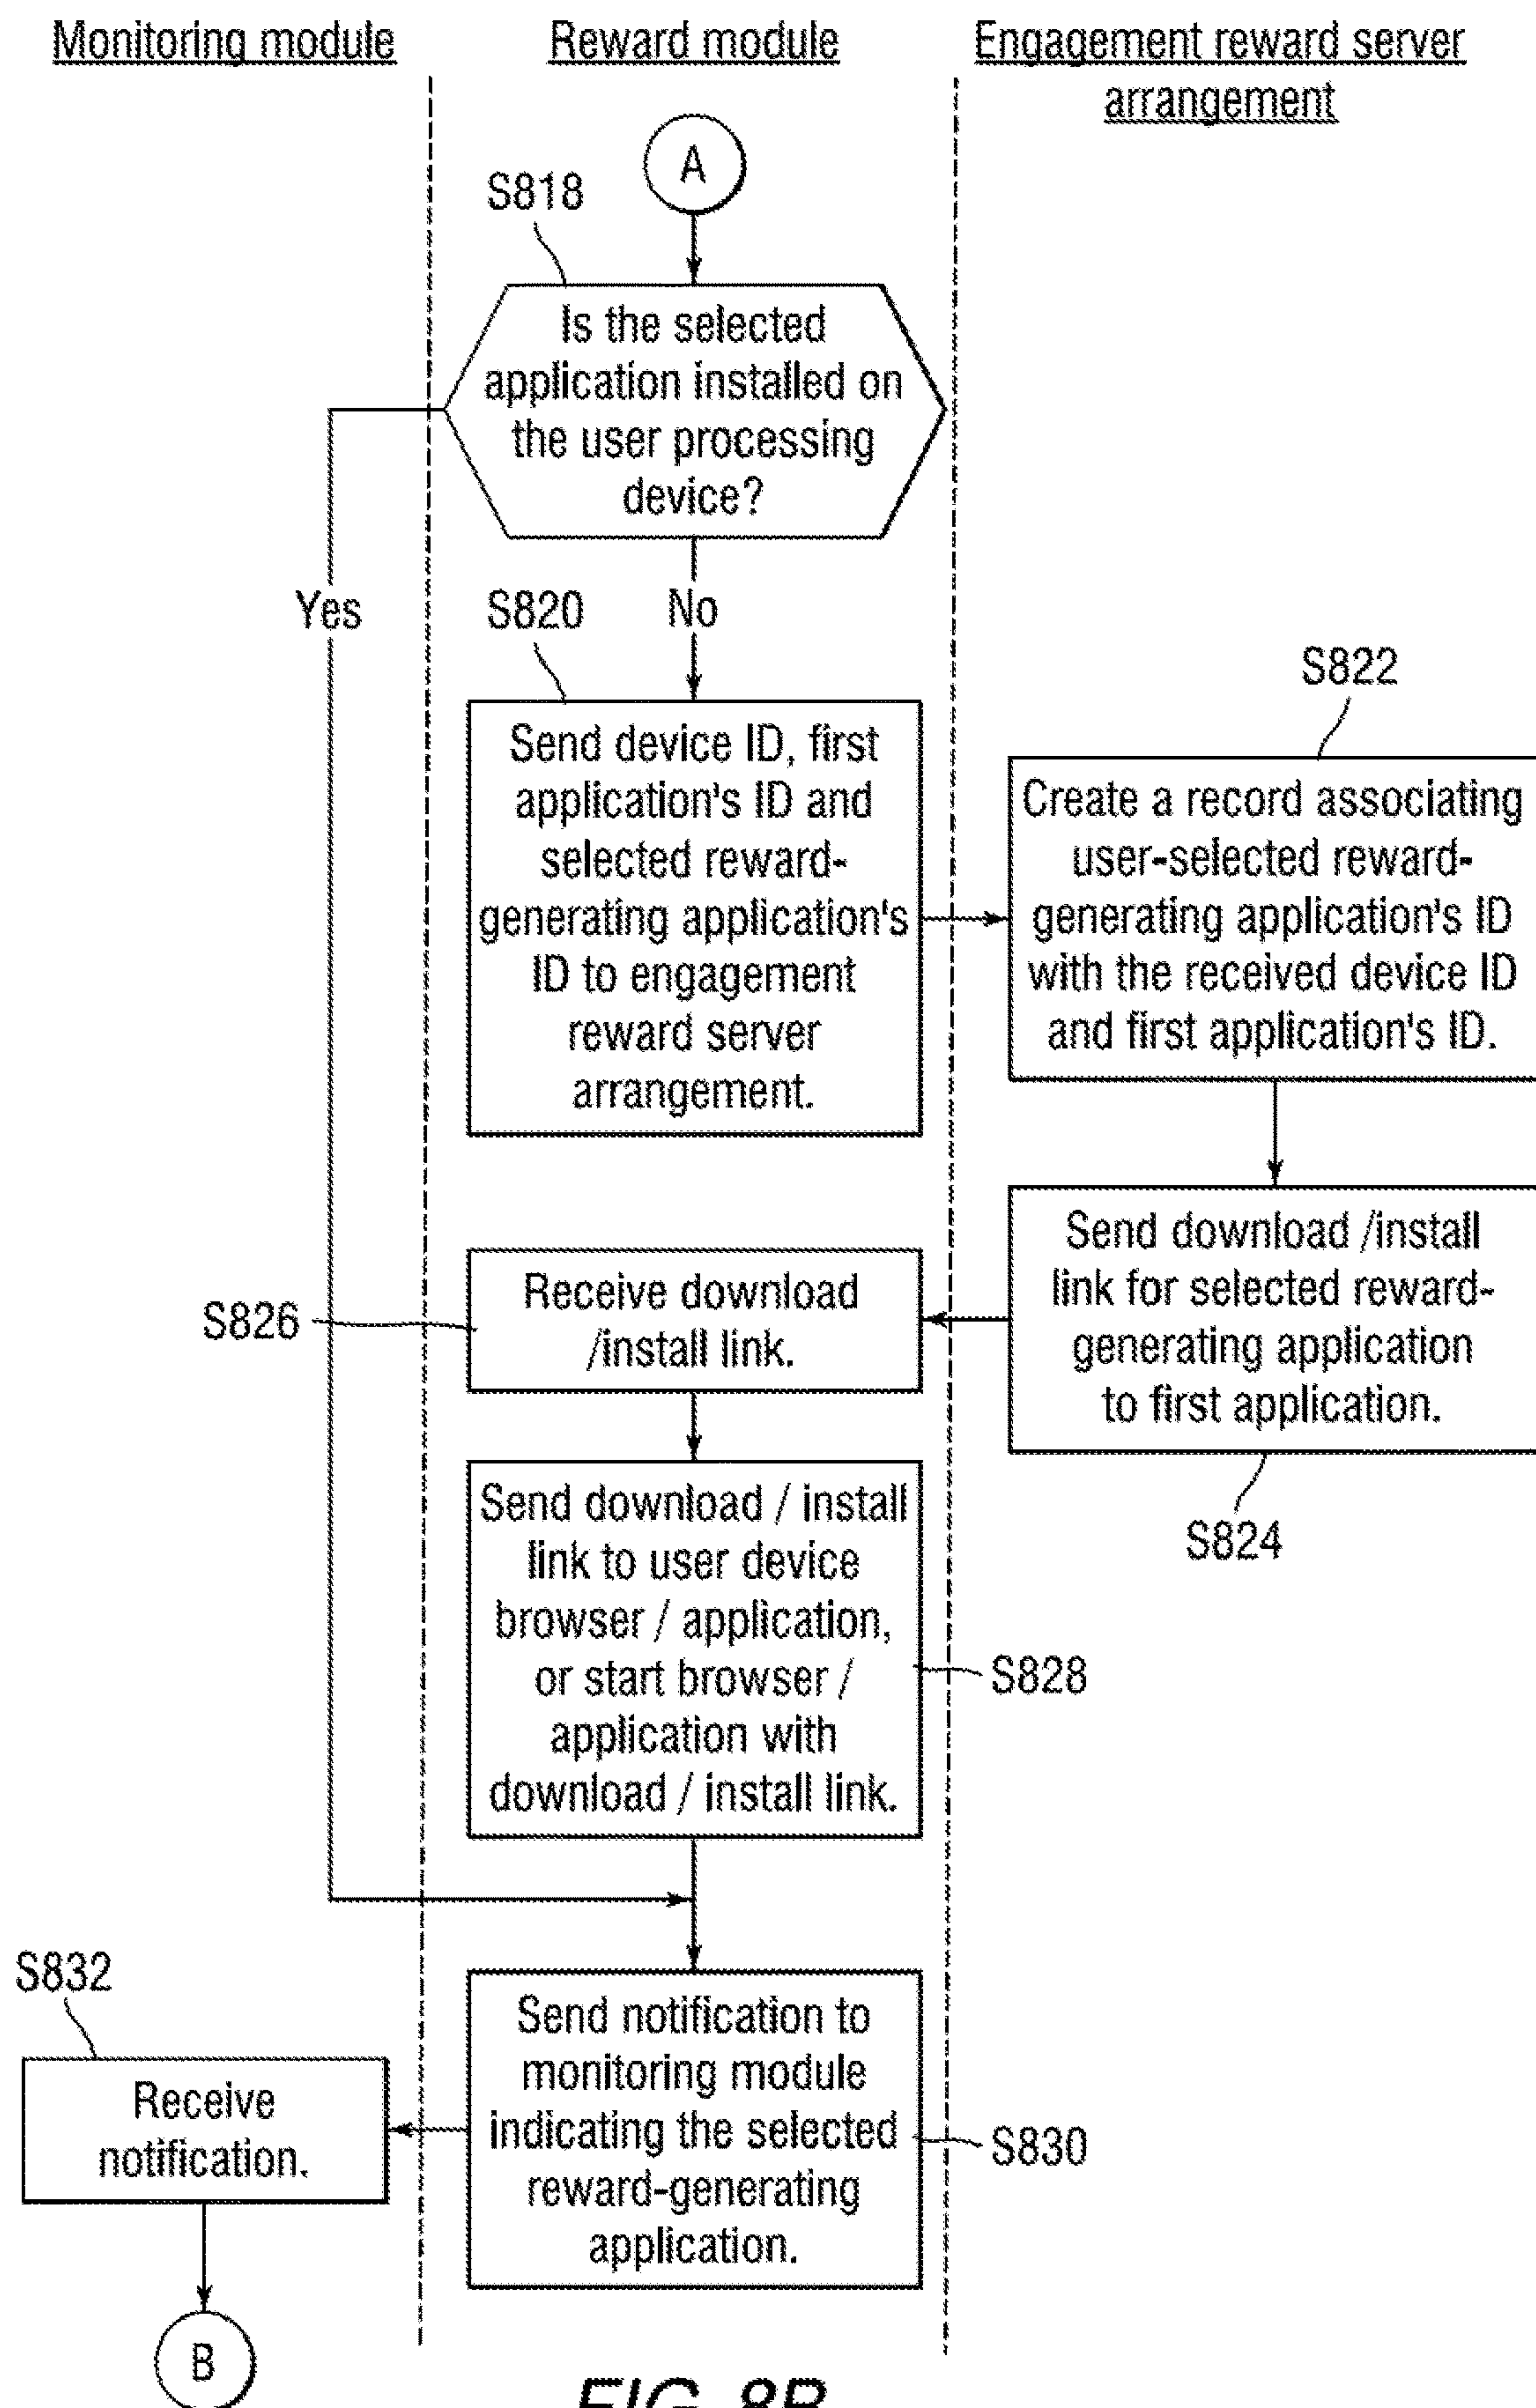 Monitoring module
Reward module
Engagement reward server
arrangement
A
S818
Is the selected
application installed on
the user processing
device?
Yes
No
S820
Send device ID, first
application's ID and
selected reward-
generating application's
ID to engagement
reward server
arrangement.
S822
Create a record associating
user-selected reward-
generating application's ID
with the received device ID
and first application's ID.
Send download /install
link for selected reward-
generating application
to first application.
S824
S826
Receive download
/install link.
Send download / install
link to user device
browser / application,
or start browser /
application with
download / install link.
S828
S832
Receive
notification.
Send notification to
monitoring module
indicating the selected
reward-generating
application.
S830
B
FIG. 8B